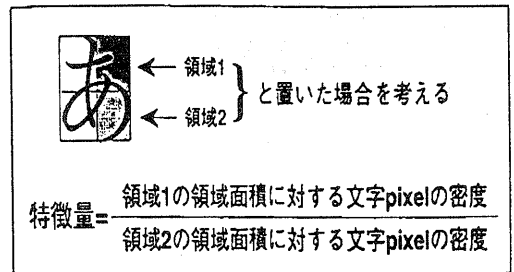 あ
← 領域1
← 領域2
と置いた場合を考える
特徴量=
領域1の領域面積に対する文字pixelの密度
領域2の領域面積に対する文字pixelの密度